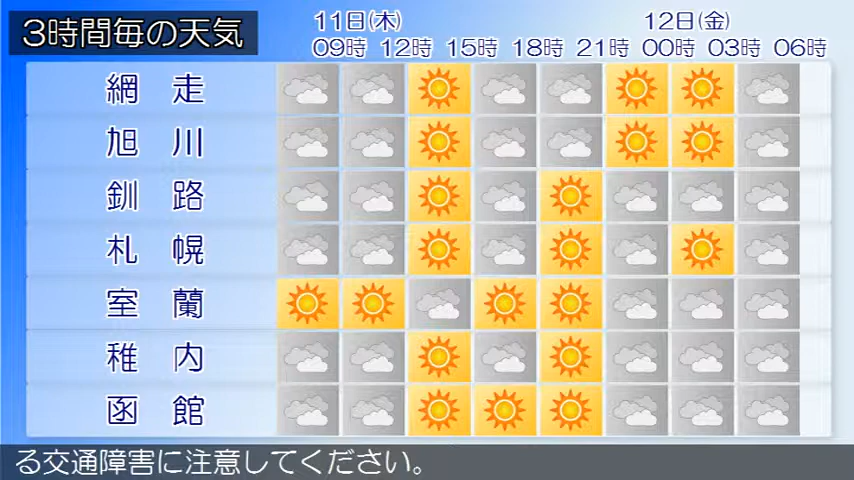 3時間毎の天気
11日(木) 12日(金)
09時 12時 15時 18時 21時 00時 03時 06時
網 走
旭 川
釧 路
札 幌
室 蘭
稚 内
函 館
る交通障害に注意してください。